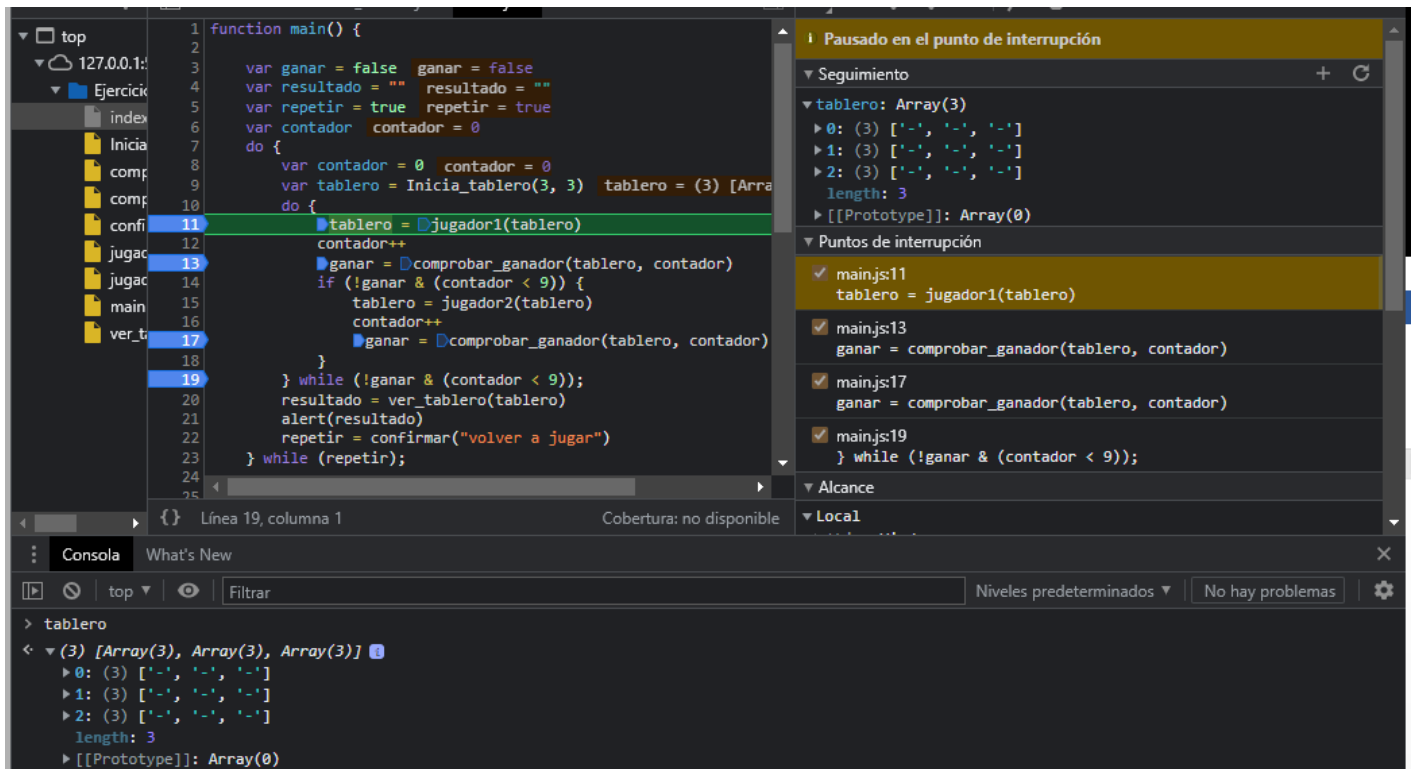 top
127.0.0.1:
Ejercicio
index
Inicia
comp
comp
confi
jugad
jugad
main
ver_ta
1 function main() {
2
3 var ganar = false ganar = false
4 var resultado = "" resultado = ""
5 var repetir = true repetir = true
6 var contador contador = 0
7 do {
8 var contador = 0 contador = 0
9 var tablero = Inicia_tablero(3, 3) tablero = (3) [Arra
10 do {
11 tablero = jugador1(tablero)
12 contador++
13 ganar = comprobar_ganador(tablero, contador)
14 if (!ganar & (contador < 9)) {
15 tablero = jugador2(tablero)
16 contador++
17 ganar = comprobar_ganador(tablero, contador)
18 }
19 } while (!ganar & (contador < 9));
20 resultado = ver_tablero(tablero)
21 alert(resultado)
22 repetir = confirmar("volver a jugar")
23 } while (repetir);
24
25
{} Línea 19, columna 1 Cobertura: no disponible
Pausado en el punto de interrupción
Seguimiento
tablero: Array(3)
0: (3) ['-', '-', '-']
1: (3) ['-', '-', '-']
2: (3) ['-', '-', '-']
length: 3
[[Prototype]]: Array(0)
Puntos de interrupción
main.js:11
tablero = jugador1(tablero)
main.js:13
ganar = comprobar_ganador(tablero, contador)
main.js:17
ganar = comprobar_ganador(tablero, contador)
main.js:19
} while (!ganar & (contador < 9));
Alcance
Local
Consola What's New
top Filtrar Niveles predeterminados No hay problemas
> tablero
(3) [Array(3), Array(3), Array(3)] i
0: (3) ['-', '-', '-']
1: (3) ['-', '-', '-']
2: (3) ['-', '-', '-']
length: 3
[[Prototype]]: Array(0)